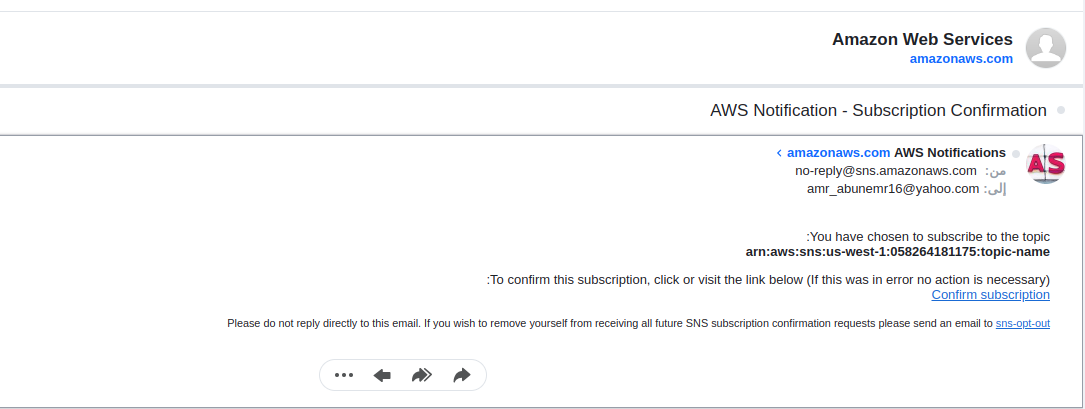 Amazon Web Services
amazonaws.com
AWS Notification - Subscription Confirmation
AS
AWS Notifications amazonaws.com >
من: no-reply@sns.amazonaws.com
إلى: amr_abunemr16@yahoo.com
You have chosen to subscribe to the topic:
arn:aws:sns:us-west-1:058264181175:topic-name
To confirm this subscription, click or visit the link below (If this was in error no action is necessary):
Confirm subscription
Please do not reply directly to this email. If you wish to remove yourself from receiving all future SNS subscription confirmation requests please send an email to sns-opt-out